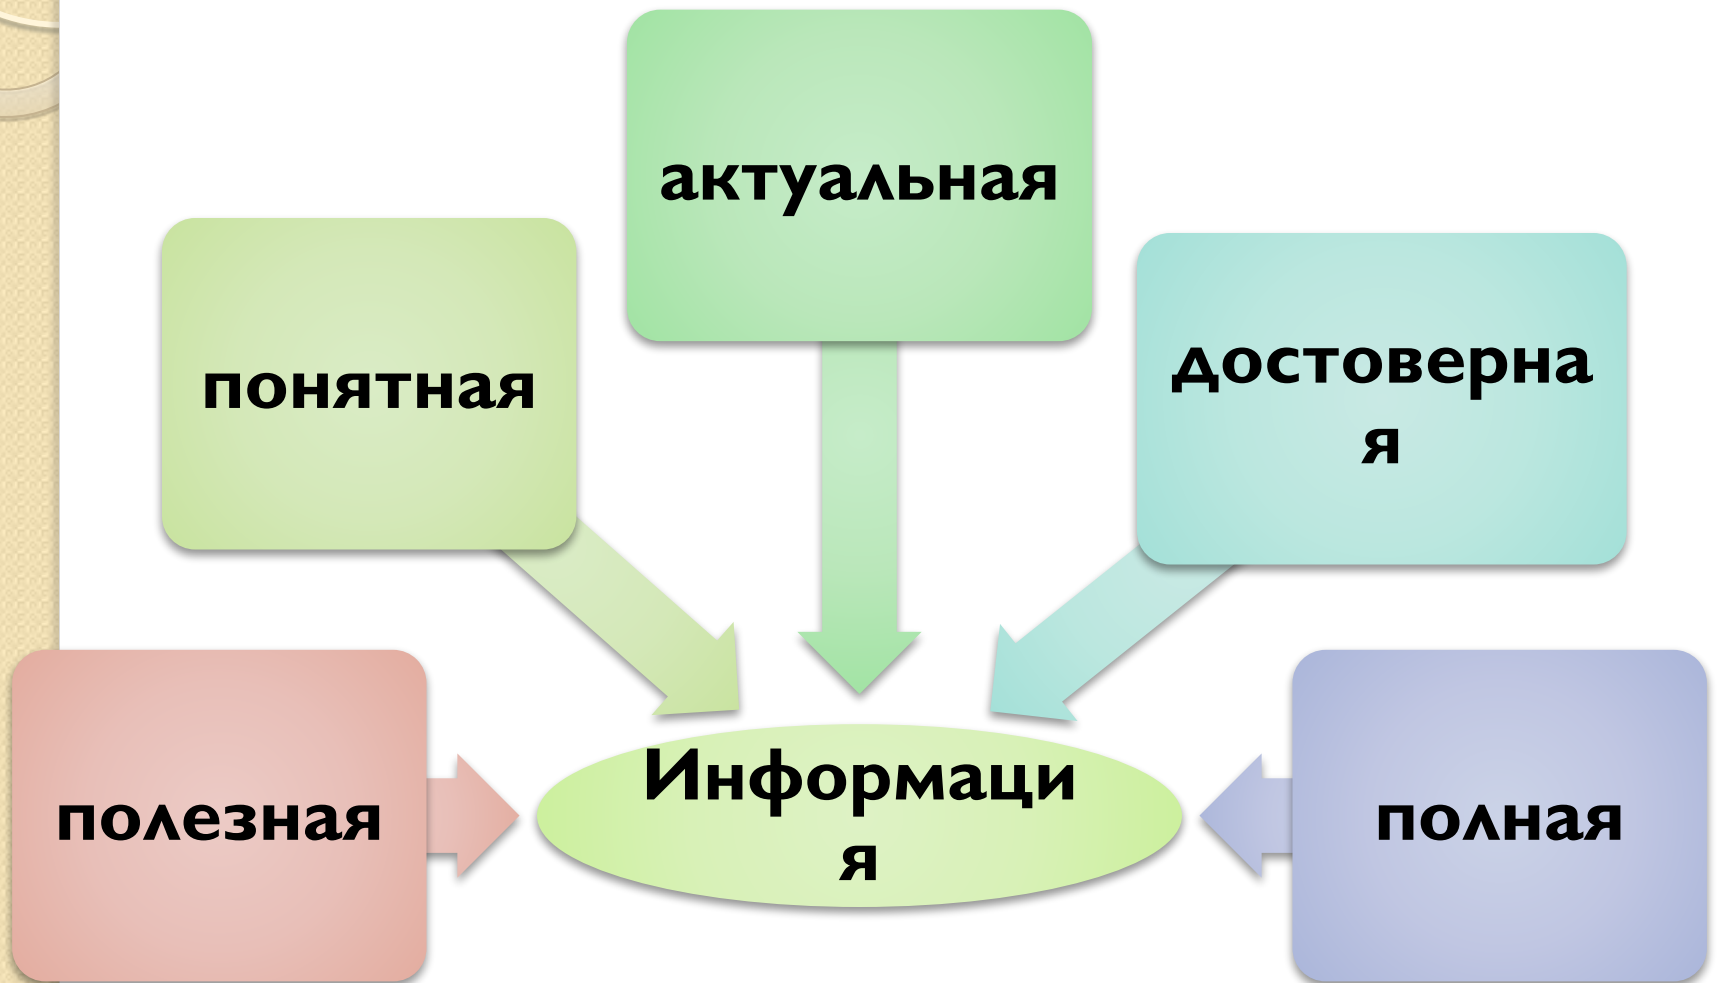 актуальная
понятная
достоверна
я
Информаци
я
полезная
полная